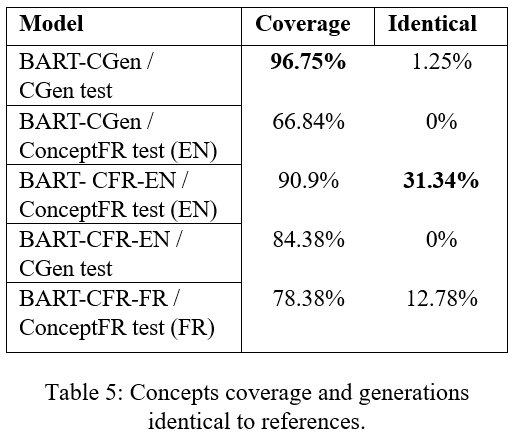 Model Coverage Identical
BART-CGen / 96.75% 1.25%
CGen test
BART-CGen / 66.84% 0%
ConceptFR test (EN)
BART- CFR-EN / 90.9% 31.34%
ConceptFR test (EN)
BART-CFR-EN / 84.38% 0%
CGen test
BART-CFR-FR / 78.38% 12.78%
ConceptFR test (FR)
Table 5: Concepts coverage and generations
identical to references.